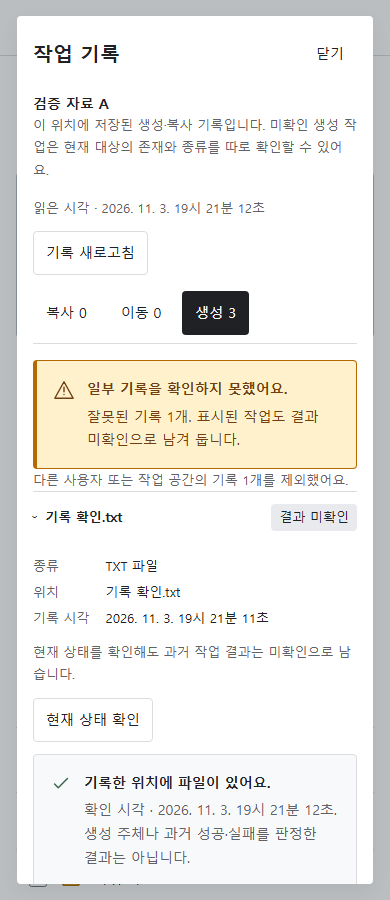 작업 기록
닫기
검증 자료 A
이 위치에 저장된 생성·복사 기록입니다. 미확인 생성 작
업은 현재 대상의 존재와 종류를 따로 확인할 수 있어
요.
읽은 시각 · 2026. 11. 3. 19시 21분 12초
기록 새로고침
복사 0 이동 0 생성 3
일부 기록을 확인하지 못했어요.
잘못된 기록 1개. 표시된 작업도 결과
미확인으로 남겨 둡니다.
다른 사용자 또는 작업 공간의 기록 1개를 제외했어요.
기록 확인.txt 결과 미확인
종류 TXT 파일
위치 기록 확인.txt
기록 시각 2026. 11. 3. 19시 21분 11초
현재 상태를 확인해도 과거 작업 결과는 미확인으로 남
습니다.
현재 상태 확인
기록한 위치에 파일이 있어요.
확인 시각 · 2026. 11. 3. 19시 21분 12초.
생성 주체나 과거 성공·실패를 판정한
결과는 아닙니다.